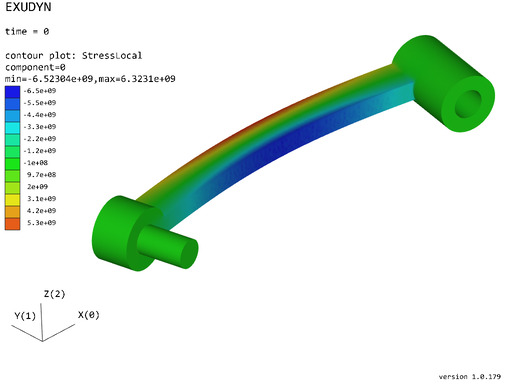 EXUDYN
time = 0
contour plot: StressLocal
component=0
min=-6.52304e+09,max=6.3231e+09
-6.5e+09
-5.5e+09
-4.4e+09
-3.3e+09
-2.2e+09
-1.2e+09
-1e+08
9.7e+08
2e+09
3.1e+09
4.2e+09
5.3e+09
Z(2)
Y(1) X(0)
version 1.0.179